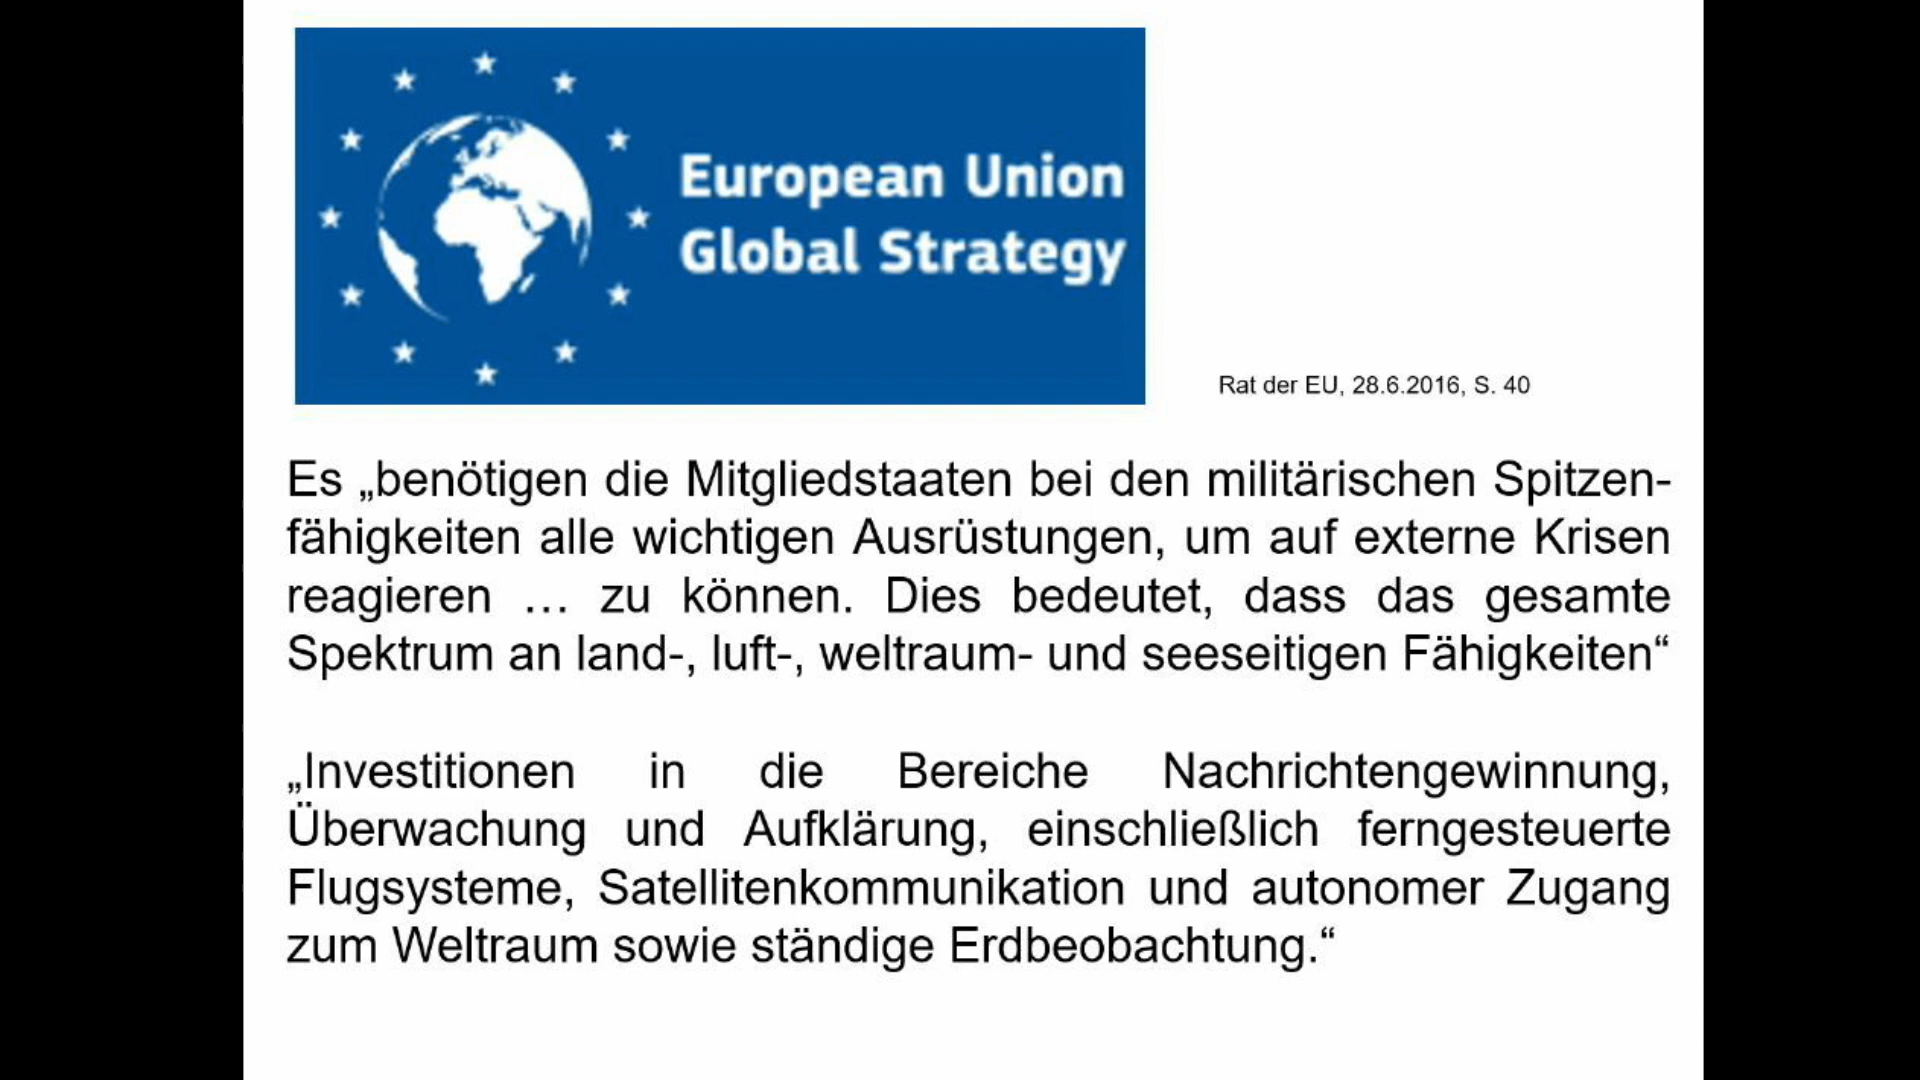 European Union
Global Strategy
Rat der EU, 28.6.2016, S. 40
Es „benötigen die Mitgliedstaaten bei den militärischen Spitzen-
fähigkeiten alle wichtigen Ausrüstungen, um auf externe Krisen
reagieren … zu können. Dies bedeutet, dass das gesamte
Spektrum an land-, luft-, weltraum- und seeseitigen Fähigkeiten“
„Investitionen in die Bereiche Nachrichtengewinnung,
Überwachung und Aufklärung, einschließlich ferngesteuerte
Flugsysteme, Satellitenkommunikation und autonomer Zugang
zum Weltraum sowie ständige Erdbeobachtung.“